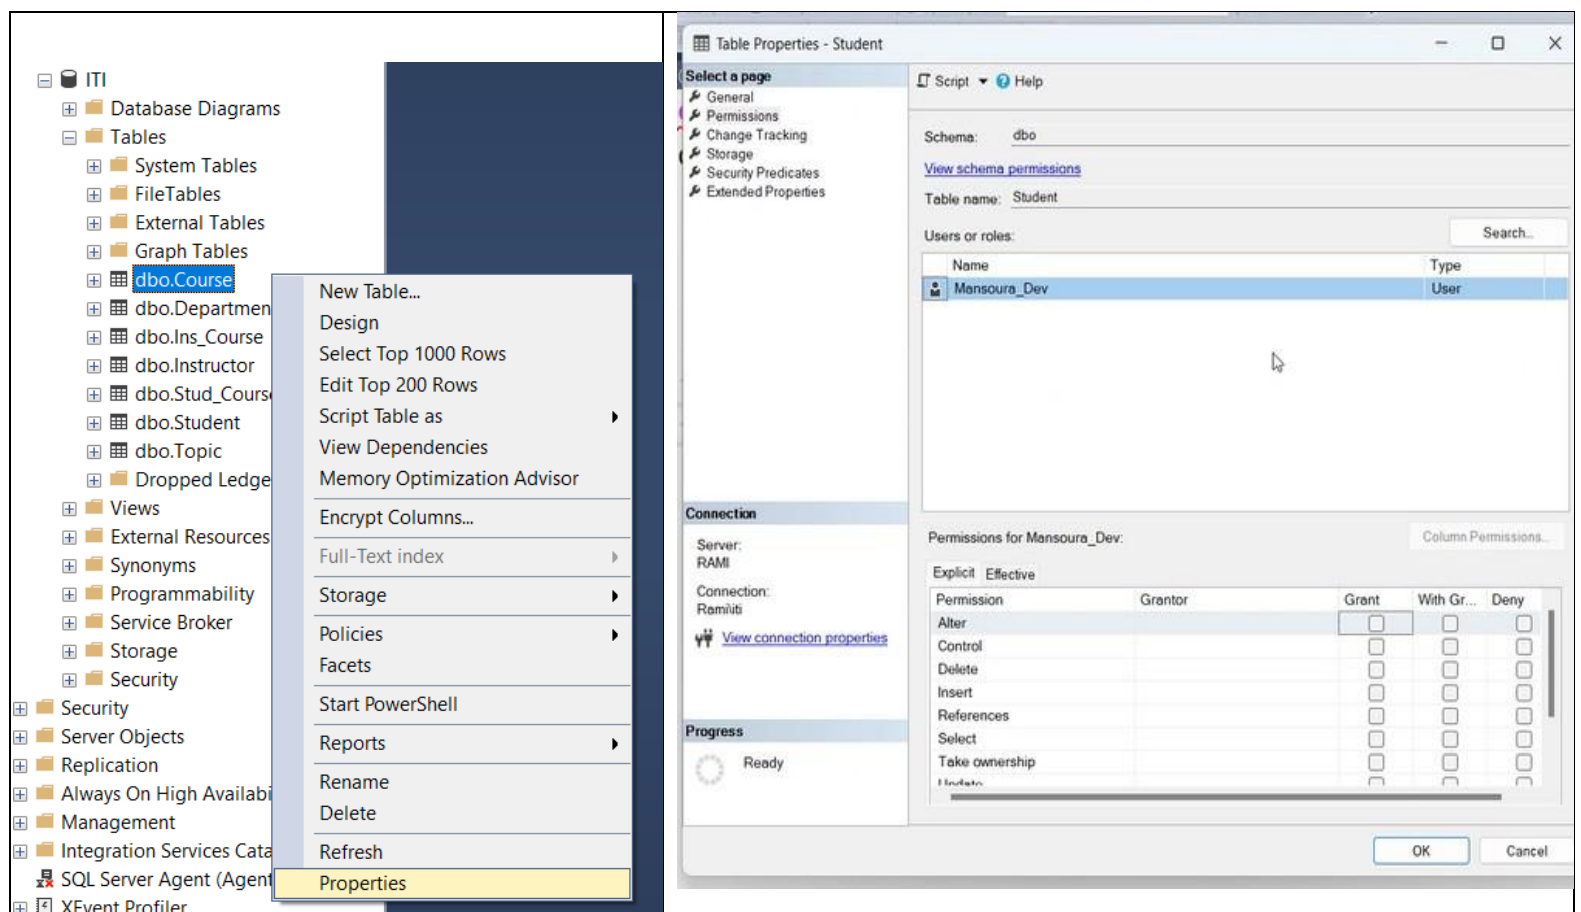 ITI
Database Diagrams
Tables
System Tables
FileTables
External Tables
Graph Tables
dbo.Course
dbo.Departmen
dbo.Ins_Course
dbo.Instructor
dbo.Stud_Cours
dbo.Student
dbo.Topic
Dropped Ledge
Views
External Resources
Synonyms
Programmability
Service Broker
Storage
Security
Security
Server Objects
Replication
Always On High Availabi
Management
Integration Services Cata
SQL Server Agent (Agent
XEvent Profiler
New Table...
Design
Select Top 1000 Rows
Edit Top 200 Rows
Script Table as
View Dependencies
Memory Optimization Advisor
Encrypt Columns...
Full-Text index
Storage
Policies
Facets
Start PowerShell
Reports
Rename
Delete
Refresh
Properties
Table Properties - Student
Select a page
General
Permissions
Change Tracking
Storage
Security Predicates
Extended Properties
Connection
Server:
RAMI
Connection:
Rami\iti
View connection properties
Progress
Ready
Script Help
Schema: dbo
View schema permissions
Table name: Student
Users or roles: Search...
Name Type
Mansoura_Dev User
Permissions for Mansoura_Dev: Column Permissions...
Explicit Effective
Permission Grantor Grant With Gr... Deny
Alter
Control
Delete
Insert
References
Select
Take ownership
Update
OK Cancel